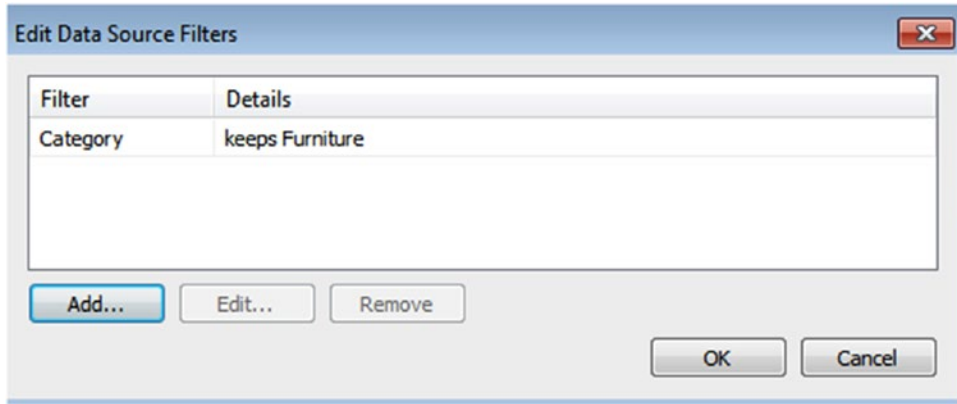 Edit Data Source Filters
Filter Details
Category keeps Furniture
Add... Edit... Remove
OK Cancel